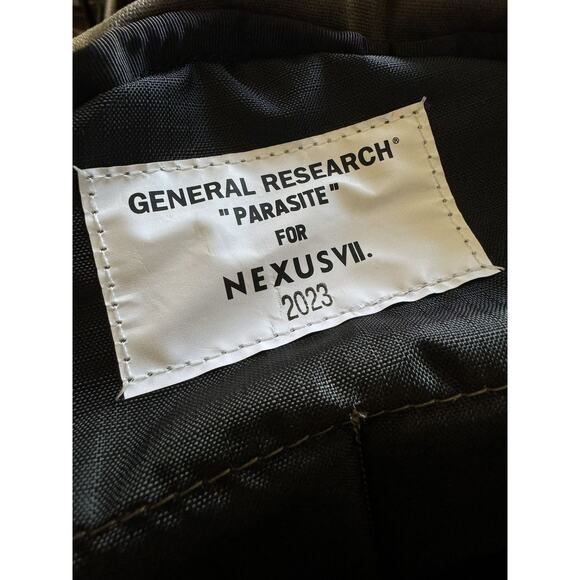 GENERAL RESEARCH®
"PARASITE"
FOR
NEXUSVII.
2023